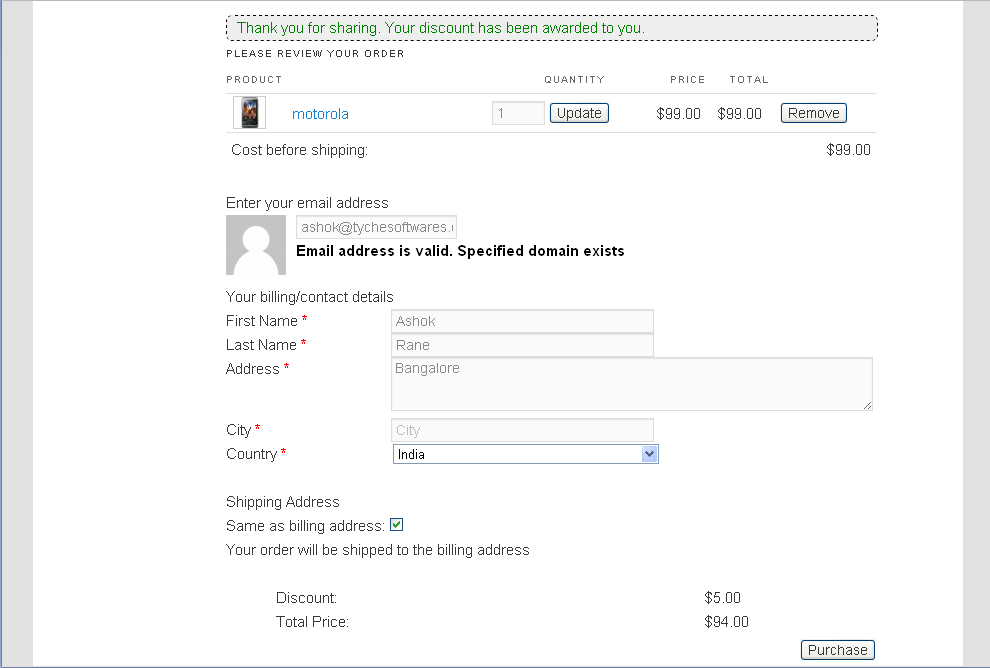 Thank you for sharing. Your discount has been awarded to you.
PLEASE REVIEW YOUR ORDER
PRODUCT QUANTITY PRICE TOTAL
motorola 1 Update $99.00 $99.00 Remove
Cost before shipping: $99.00
Enter your email address
ashok@tychesoftwares.
Email address is valid. Specified domain exists
Your billing/contact details
First Name * Ashok
Last Name * Rane
Address * Bangalore
City * City
Country * India
Shipping Address
Same as billing address:
Your order will be shipped to the billing address
Discount: $5.00
Total Price: $94.00
Purchase